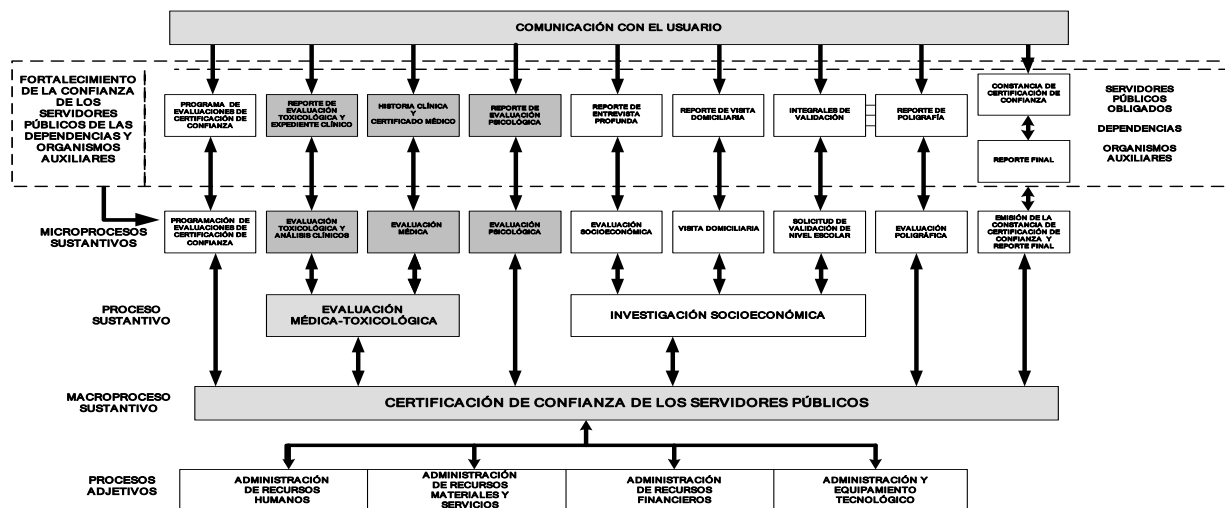 COMUNICACIÓN CON EL USUARIO
FORTALECIMIENTO
DE LA CONFIANZA
DE LOS
SERVIDORES
PÚBLICOS DE LAS
DEPENDENCIAS Y
ORGANISMOS
AUXILIARES
PROGRAMA DE
EVALUACIONES DE
CERTIFICACIÓN DE
CONFIANZA
REPORTE DE
EVALUACIÓN
TOXICOLÓGICA Y
EXPEDIENTE CLÍNICO
HISTORIA CLÍNICA
Y
CERTIFICADO MÉDICO
REPORTE DE
EVALUACIÓN
PSICOLÓGICA
REPORTE DE
ENTREVISTA
PROFUNDA
REPORTE DE VISITA
DOMICILIARIA
INTEGRALES DE
VALIDACIÓN
REPORTE DE
POLIGRAFÍA
CONSTANCIA DE
CERTIFICACIÓN DE
CONFIANZA
REPORTE FINAL
SERVIDORES
PÚBLICOS
OBLIGADOS
DEPENDENCIAS
ORGANISMOS
AUXILIARES
MICROPROCESOS
SUSTANTIVOS
PROGRAMACIÓN DE
EVALUACIONES DE
CERTIFICACIÓN DE
CONFIANZA
EVALUACIÓN
TOXICOLÓGICA Y
ANÁLISIS CLÍNICOS
EVALUACIÓN
MÉDICA
EVALUACIÓN
PSICOLÓGICA
EVALUACIÓN
SOCIOECONÓMICA
VISITA DOMICILIARIA
SOLICITUD DE
VALIDACIÓN DE
NIVEL ESCOLAR
EVALUACIÓN
POLIGRÁFICA
EMISIÓN DE LA
CONSTANCIA DE
CERTIFICACIÓN DE
CONFIANZA Y
REPORTE FINAL
PROCESO
SUSTANTIVO
EVALUACIÓN
MÉDICA-TOXICOLÓGICA
INVESTIGACIÓN SOCIOECONÓMICA
MACROPROCESO
SUSTANTIVO
CERTIFICACIÓN DE CONFIANZA DE LOS SERVIDORES PÚBLICOS
PROCESOS
ADJETIVOS
ADMINISTRACIÓN
DE RECURSOS
HUMANOS
ADMINISTRACIÓN
DE RECURSOS
MATERIALES Y
SERVICIOS
ADMINISTRACIÓN
DE RECURSOS
FINANCIEROS
ADMINISTRACIÓN Y
EQUIPAMIENTO
TECNOLÓGICO